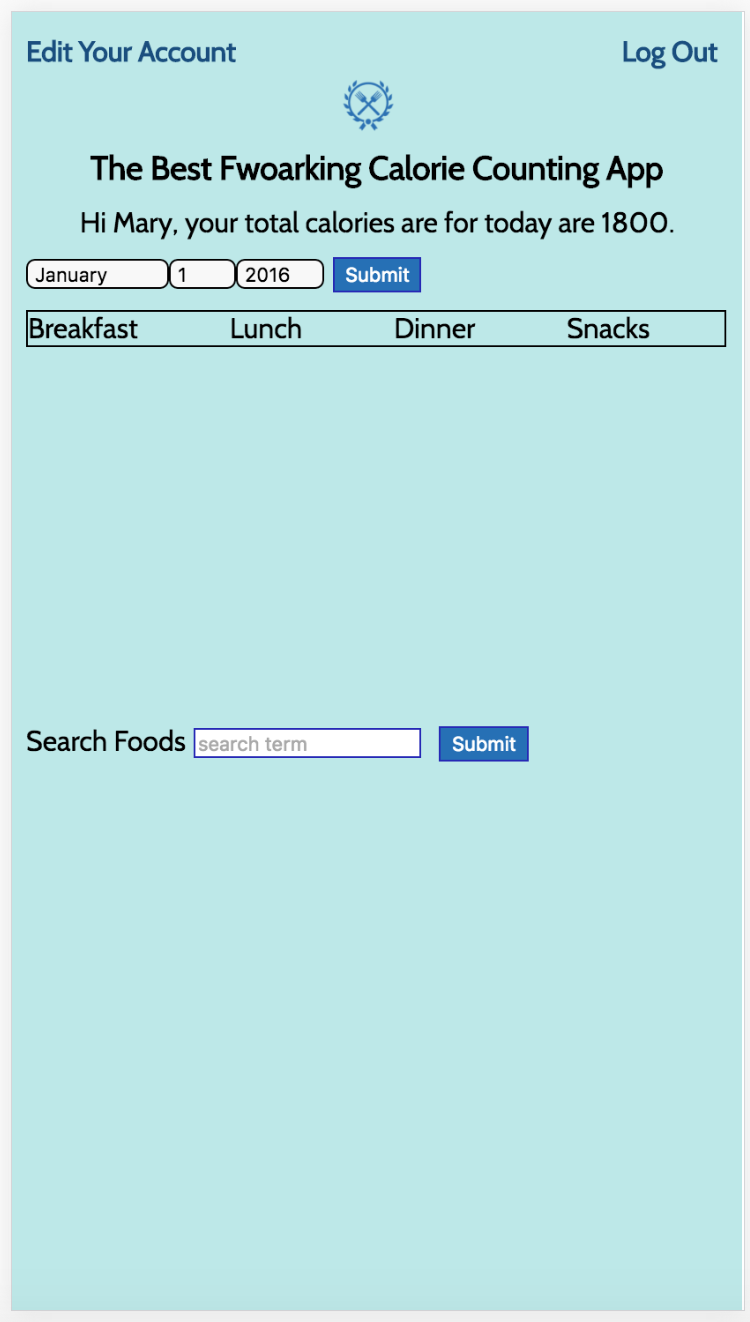 Edit Your Account Log Out
The Best Fwoarking Calorie Counting App
Hi Mary, your total calories are for today are 1800.
January 1 2016 Submit
Breakfast Lunch Dinner Snacks
Search Foods search term Submit